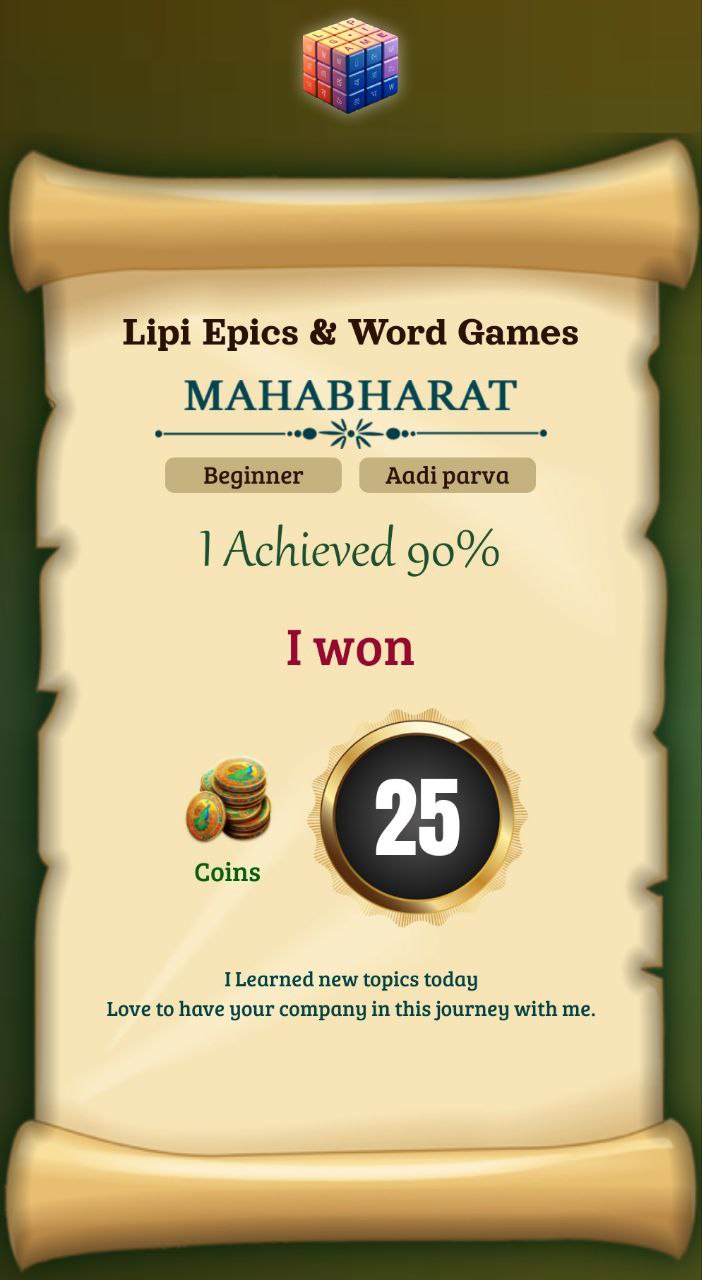 Lipi Epics & Word Games
MAHABHARAT
Beginner Aadi parva
I Achieved 90%
I won
25
Coins
I Learned new topics today
Love to have your company in this journey with me.